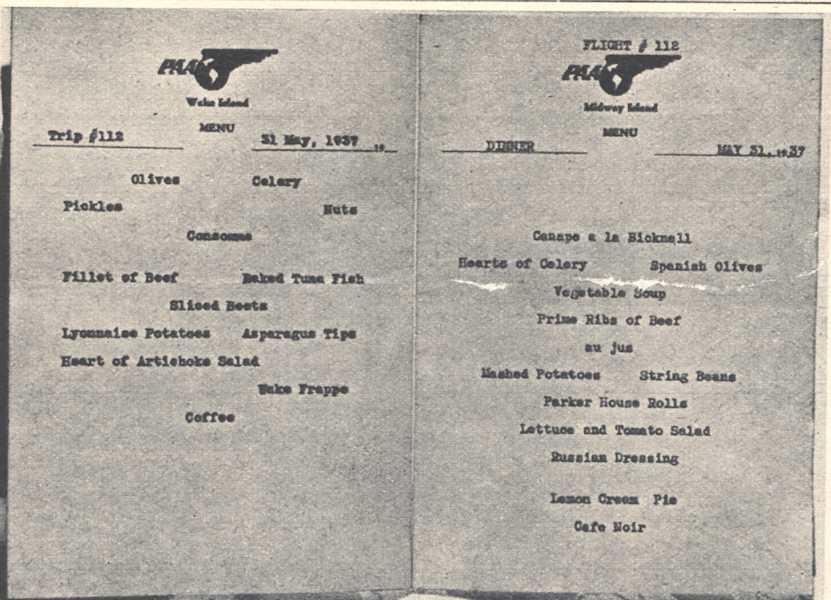 PAA
Wake Island
MENU
Trip #112
31 May, 1937 19
Olives Celery
Pickles Nuts
Consomme
Fillet of Beef Baked Tuna Fish
Sliced Beets
Lyonnaise Potatoes Asparagus Tips
Heart of Artichoke Salad
Wake Frappe
Coffee
FLIGHT # 112
PAA
Midway Island
MENU
DINNER MAY 31, 1937
Canape a la Bicknell
Hearts of Celery Spanish Olives
Vegetable Soup
Prime Ribs of Beef
au jus
Mashed Potatoes String Beans
Parker House Rolls
Lettuce and Tomato Salad
Russian Dressing
Lemon Cream Pie
Cafe Noir